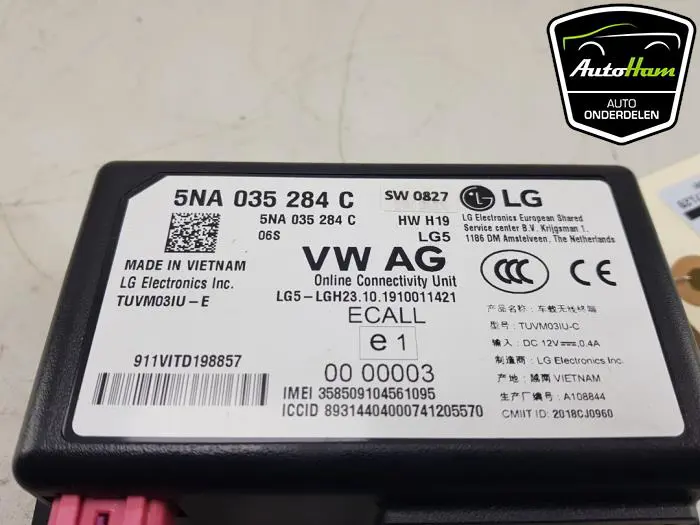 AutoHam
AUTO
ONDERDELEN
5NA 035 284 C
SW 0827
LG
5NA 035 284 C
HW H19
06S
LG5
LG Electronics European Shared
Service center B.V. Krijgsman 1,
1186 DM Amstelveen, The Netherlands
MADE IN VIETNAM
LG Electronics Inc.
TUVM03IU-E
VW AG
Online Connectivity Unit
LG5-LGH23.10.1910011421
ECALL
e1
00 00003
911VITD198857
IMEI 358509104561095
ICCID 89314404000741205570
CCC
CE
产品名称: 车载无线终端
型号: TUVM03IU-C
输入: DC 12V⎓, 0.4A
制造商: LG Electronics Inc.
产地: 越南 VIETNAM
生产厂编号: A108844
CMIIT ID: 2018CJ0960